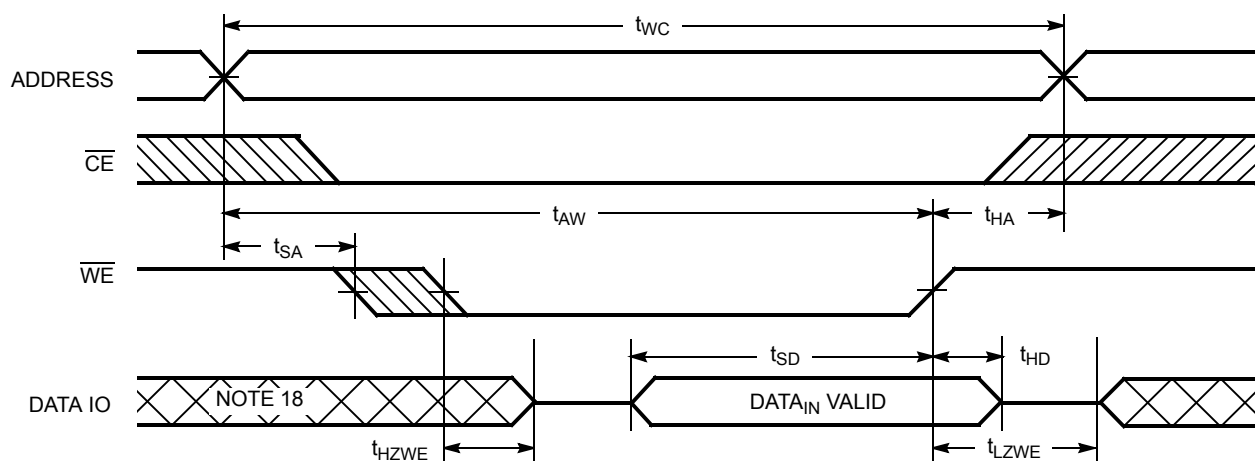 tWC
ADDRESS
CE
tAW
tHA
tSA
WE
tSD
tHD
DATA IO
NOTE 18
DATAIN VALID
tHZWE
tLZWE